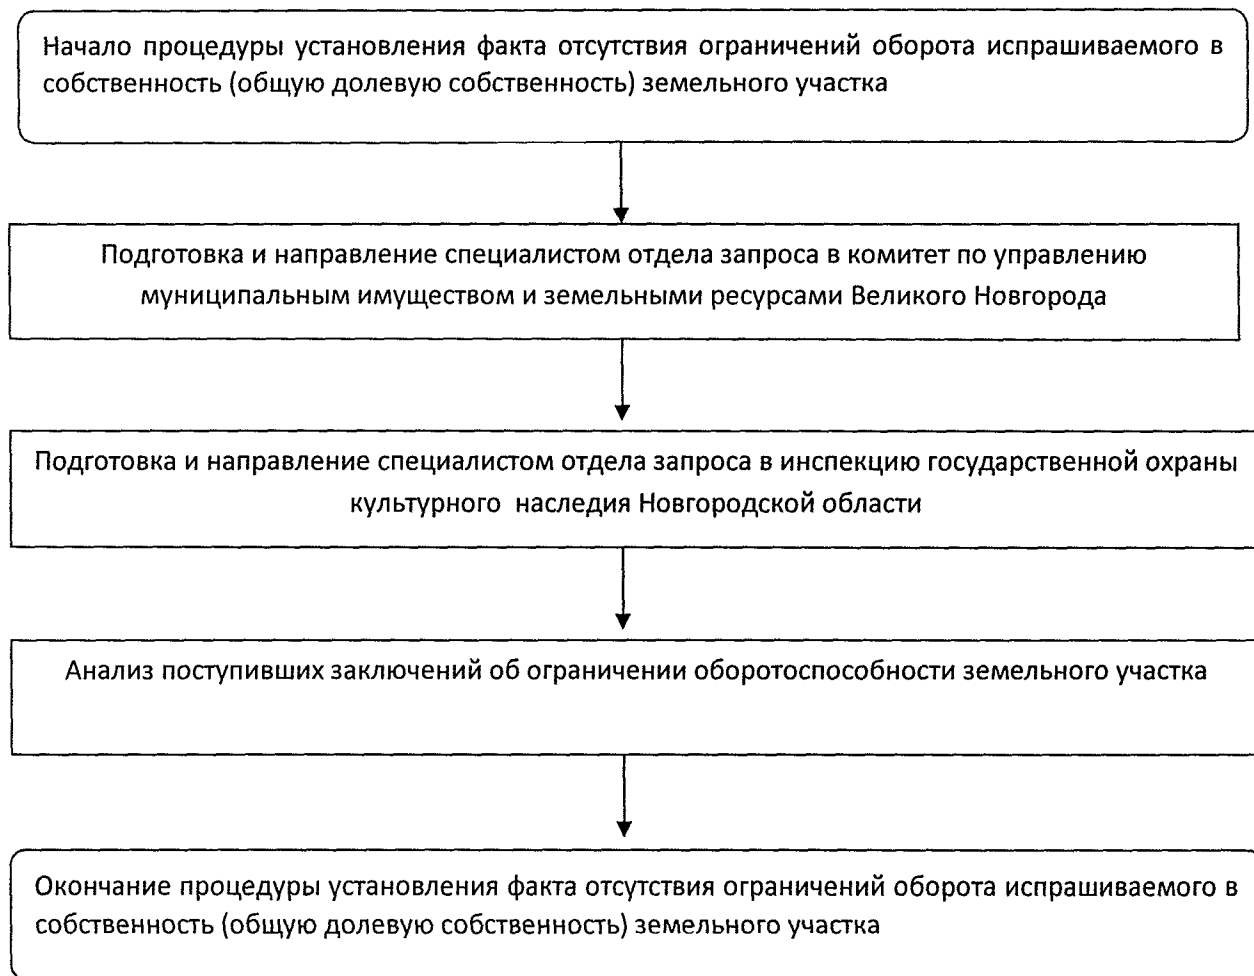 Начало процедуры установления факта отсутствия ограничений оборота испрашиваемого в
собственность (общую долевую собственность) земельного участка
Подготовка и направление специалистом отдела запроса в комитет по управлению
муниципальным имуществом и земельными ресурсами Великого Новгорода
Подготовка и направление специалистом отдела запроса в инспекцию государственной охраны
культурного наследия Новгородской области
Анализ поступивших заключений об ограничении оборотоспособности земельного участка
Окончание процедуры установления факта отсутствия ограничений оборота испрашиваемого в
собственность (общую долевую собственность) земельного участка